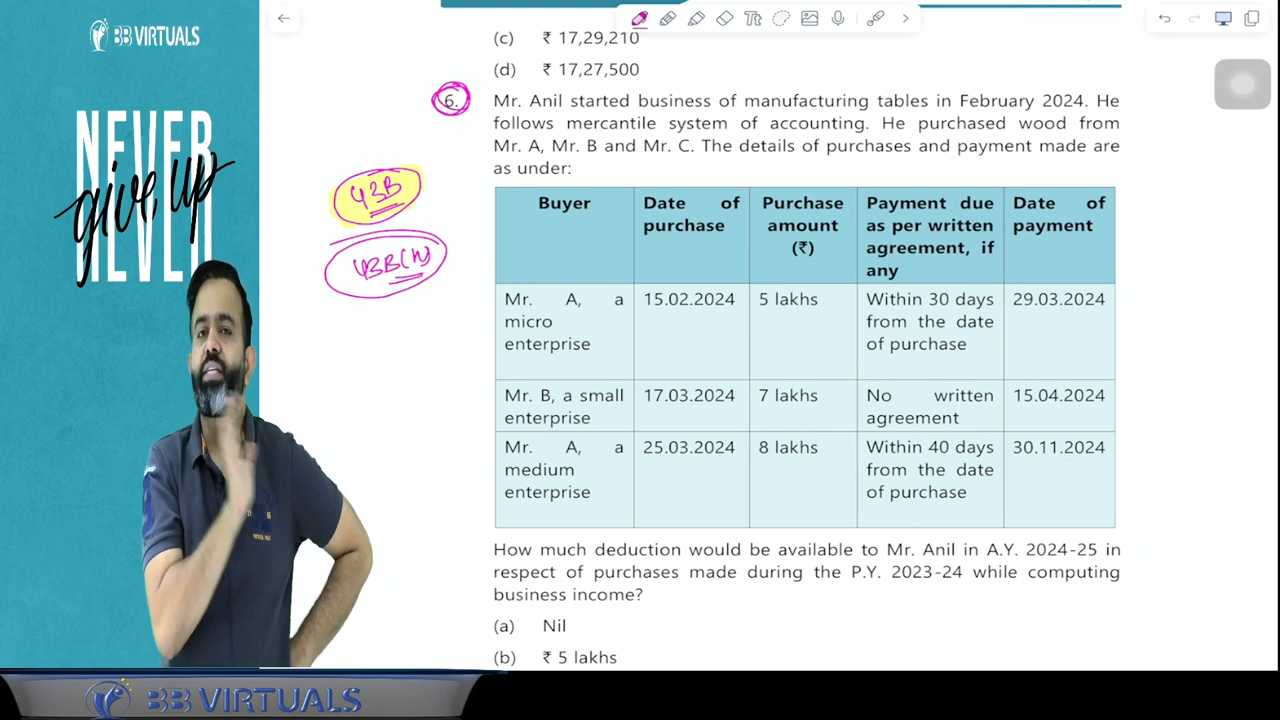 BB VIRTUALS
NEVER
give up
NEVER
(c) ₹ 17,29,210
(d) ₹ 17,27,500
6. Mr. Anil started business of manufacturing tables in February 2024. He
follows mercantile system of accounting. He purchased wood from
Mr. A, Mr. B and Mr. C. The details of purchases and payment made are
as under:
43B
43B(h)
Tt
Buyer
Date of
purchase
Purchase
amount
(₹)
Payment due
as per written
agreement, if
any
Date of
payment
Mr. A, a
micro
enterprise
15.02.2024
5 lakhs
Within 30 days
from the date
of purchase
29.03.2024
Mr. B, a small
enterprise
17.03.2024
7 lakhs
No written
agreement
15.04.2024
Mr. A, a
medium
enterprise
25.03.2024
8 lakhs
Within 40 days
from the date
of purchase
30.11.2024
How much deduction would be available to Mr. Anil in A.Y. 2024-25 in
respect of purchases made during the P.Y. 2023-24 while computing
business income?
(a) Nil
(b) ₹ 5 lakhs
BB VIRTUALS